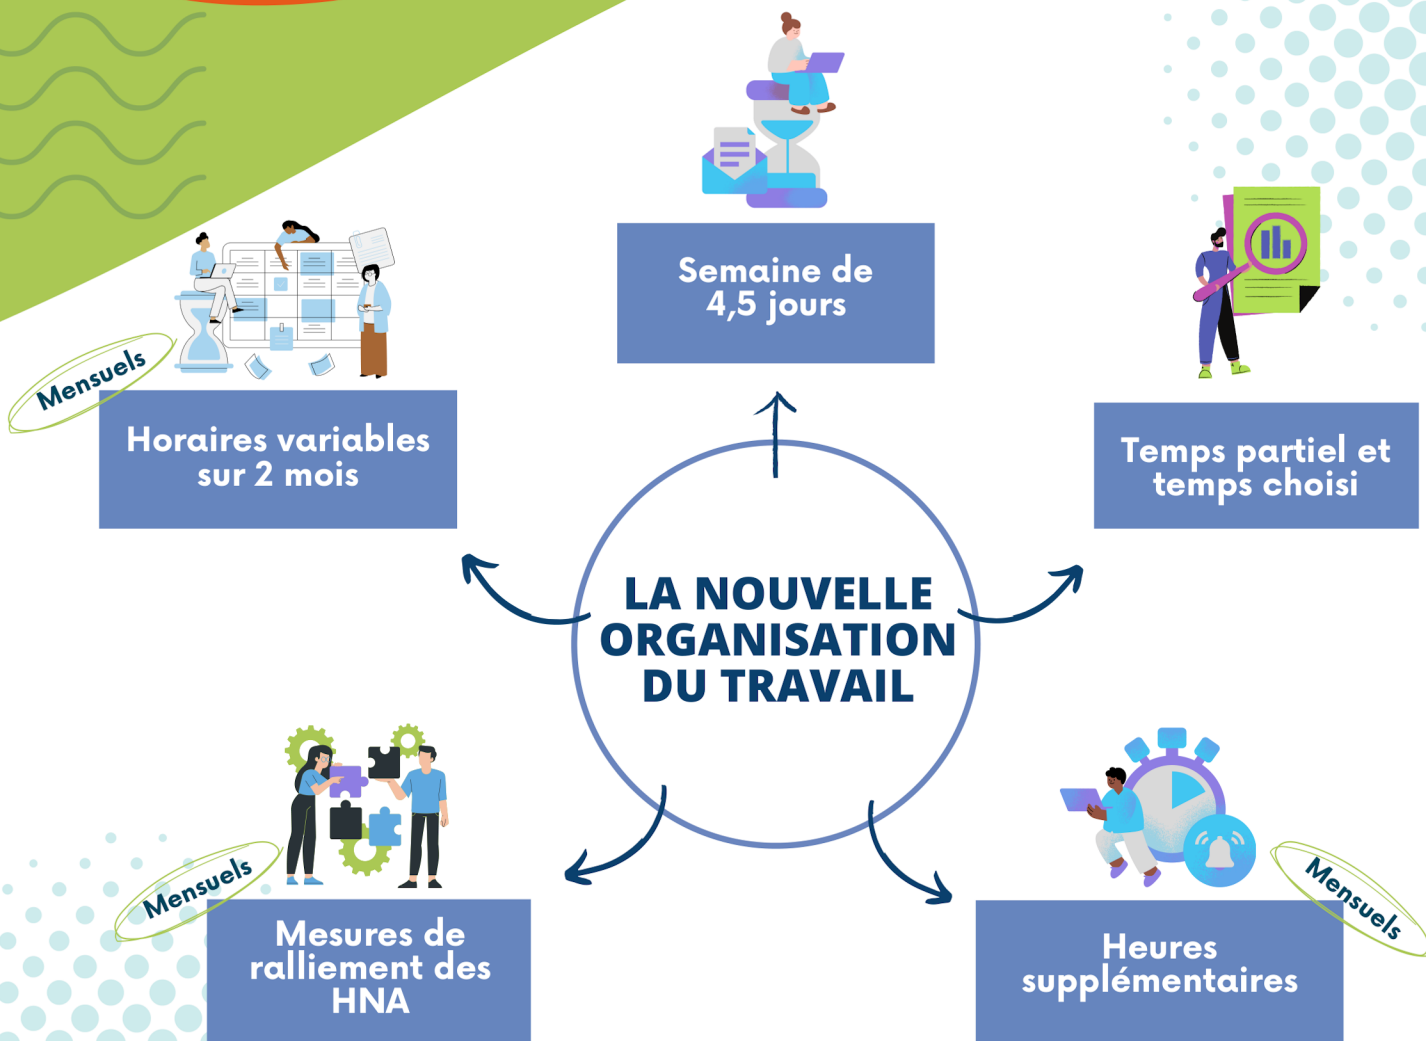 Semaine de
4,5 jours
Mensuels
Horaires variables
sur 2 mois
Temps partiel et
temps choisi
LA NOUVELLE
ORGANISATION
DU TRAVAIL
Mensuels
Mesures de
ralliement des
HNA
Mensuels
Heures
supplémentaires